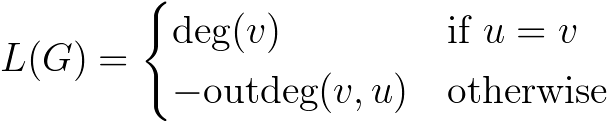 L(G) = { deg(v) if u = v
−outdeg(v, u) otherwise